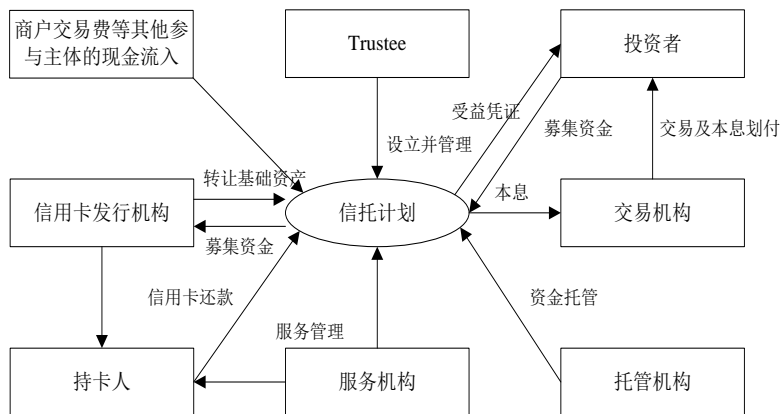 商户交易费等其他参
与主体的现金流入
Trustee
投资者
受益凭证
募集资金
交易及本息划付
设立并管理
转让基础资产
信用卡发行机构
信托计划
本息
交易机构
募集资金
信用卡还款
资金托管
服务管理
持卡人
服务机构
托管机构